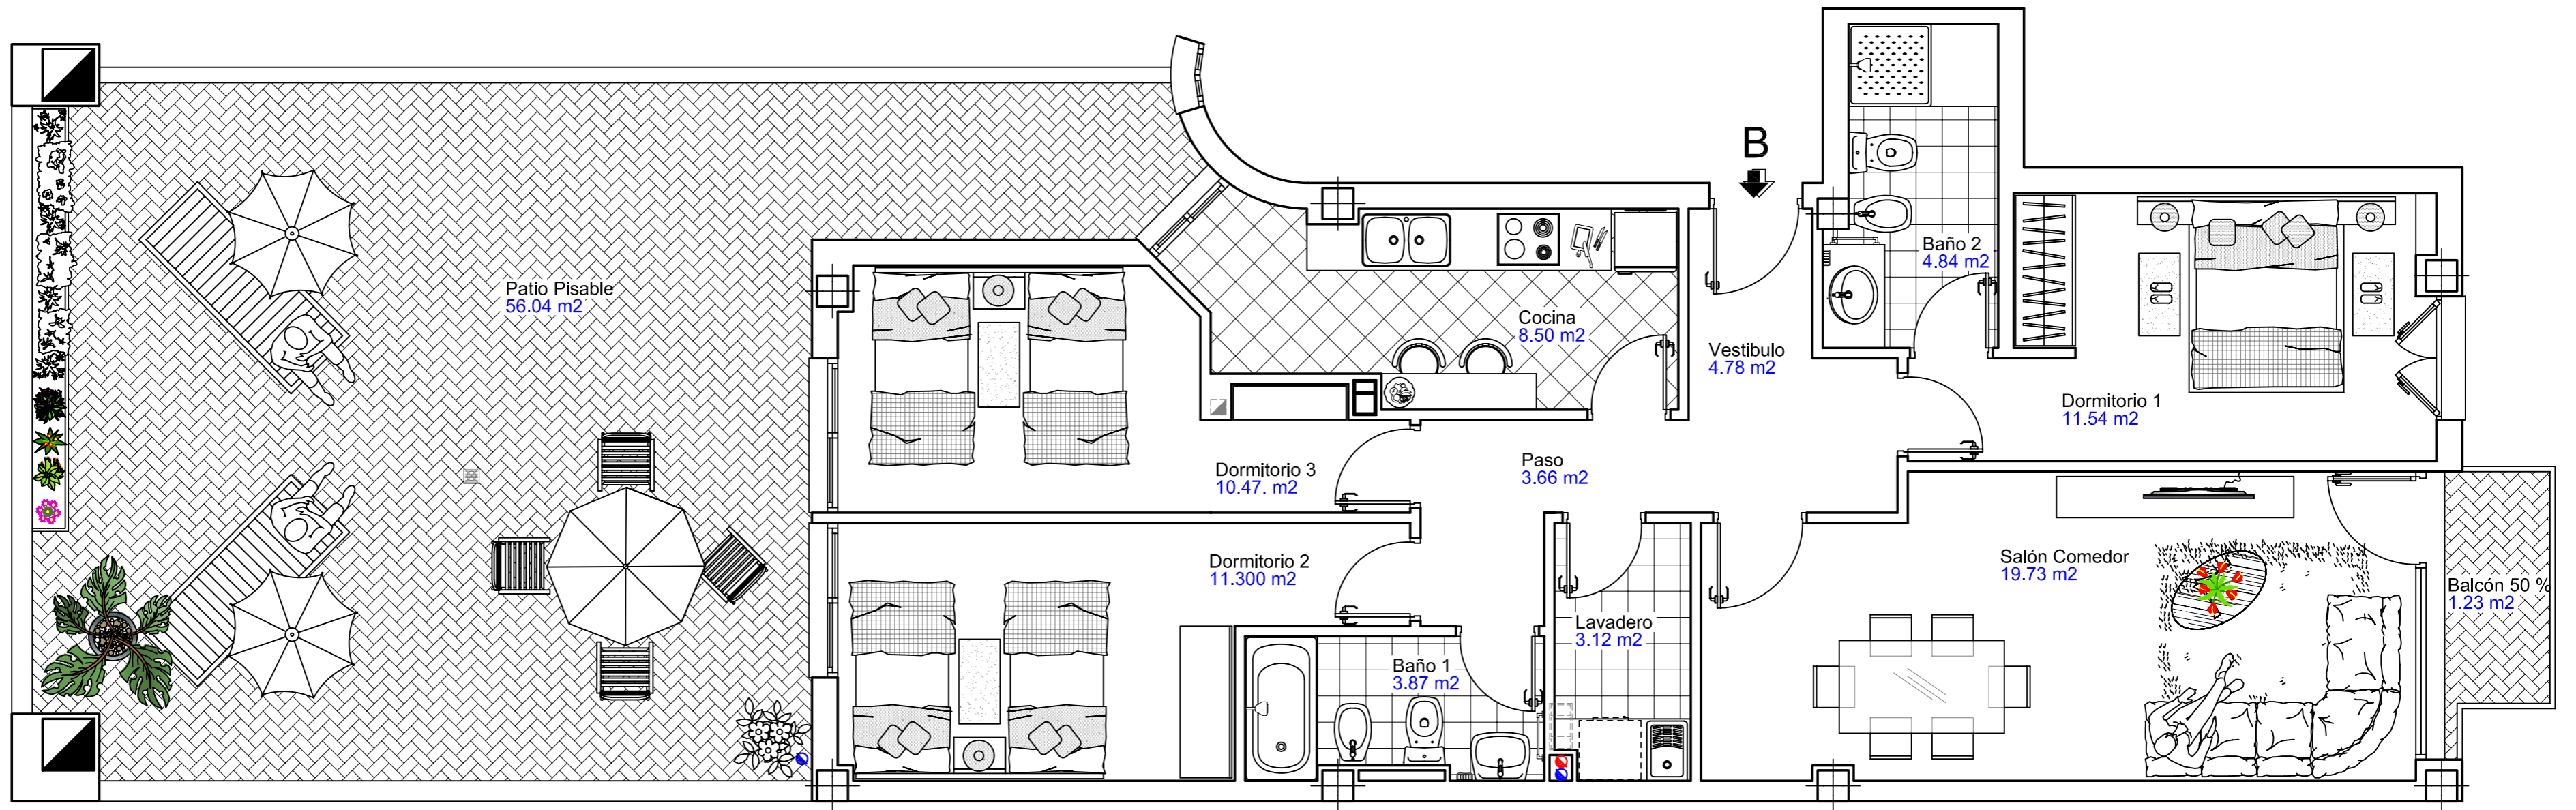 B
Baño 2
4.84 m2
Patio Pisable
56.04 m2
Cocina
8.50 m2
Vestibulo
4.78 m2
Dormitorio 1
11.54 m2
Dormitorio 3
10.47. m2
Paso
3.66 m2
Dormitorio 2
11.300 m2
Salón Comedor
19.73 m2
Balcón 50 %
1.23 m2
Lavadero
3.12 m2
Baño 1
3.87 m2